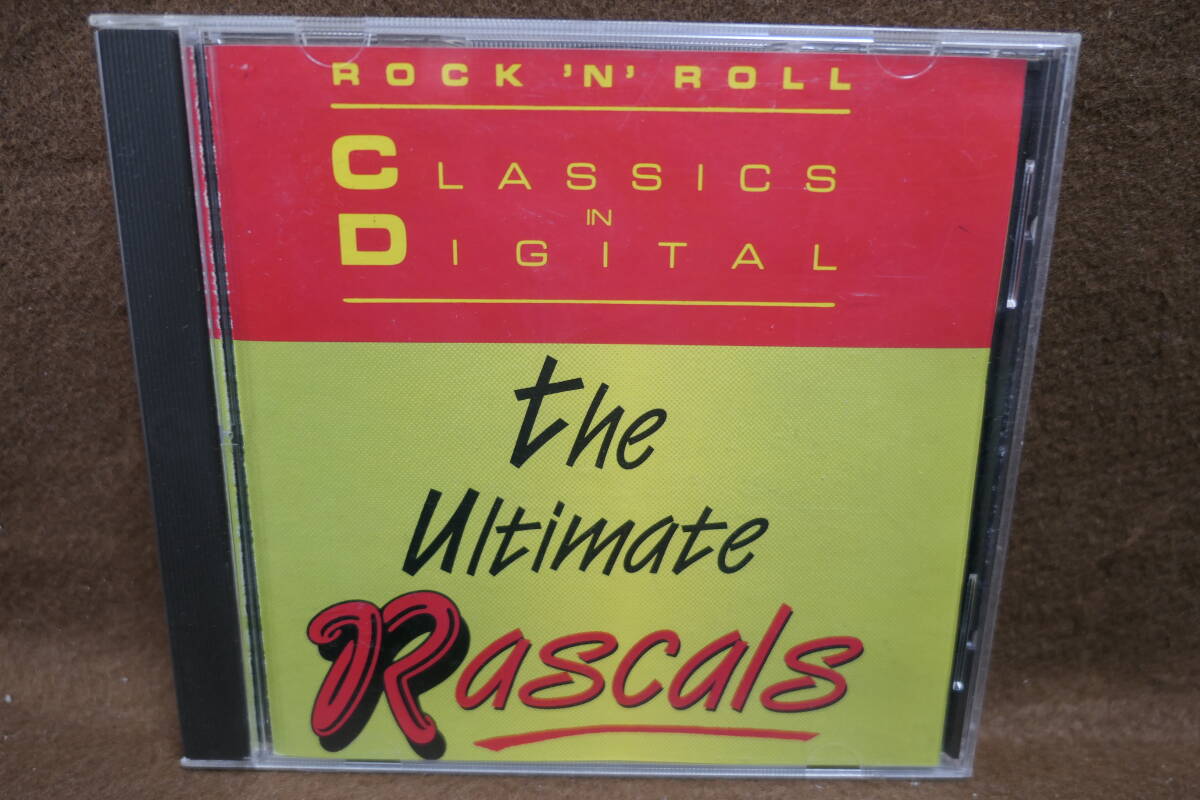 ROCK 'N' ROLL
CLASSICS
IN
DIGITAL
the
Ultimate
Rascals